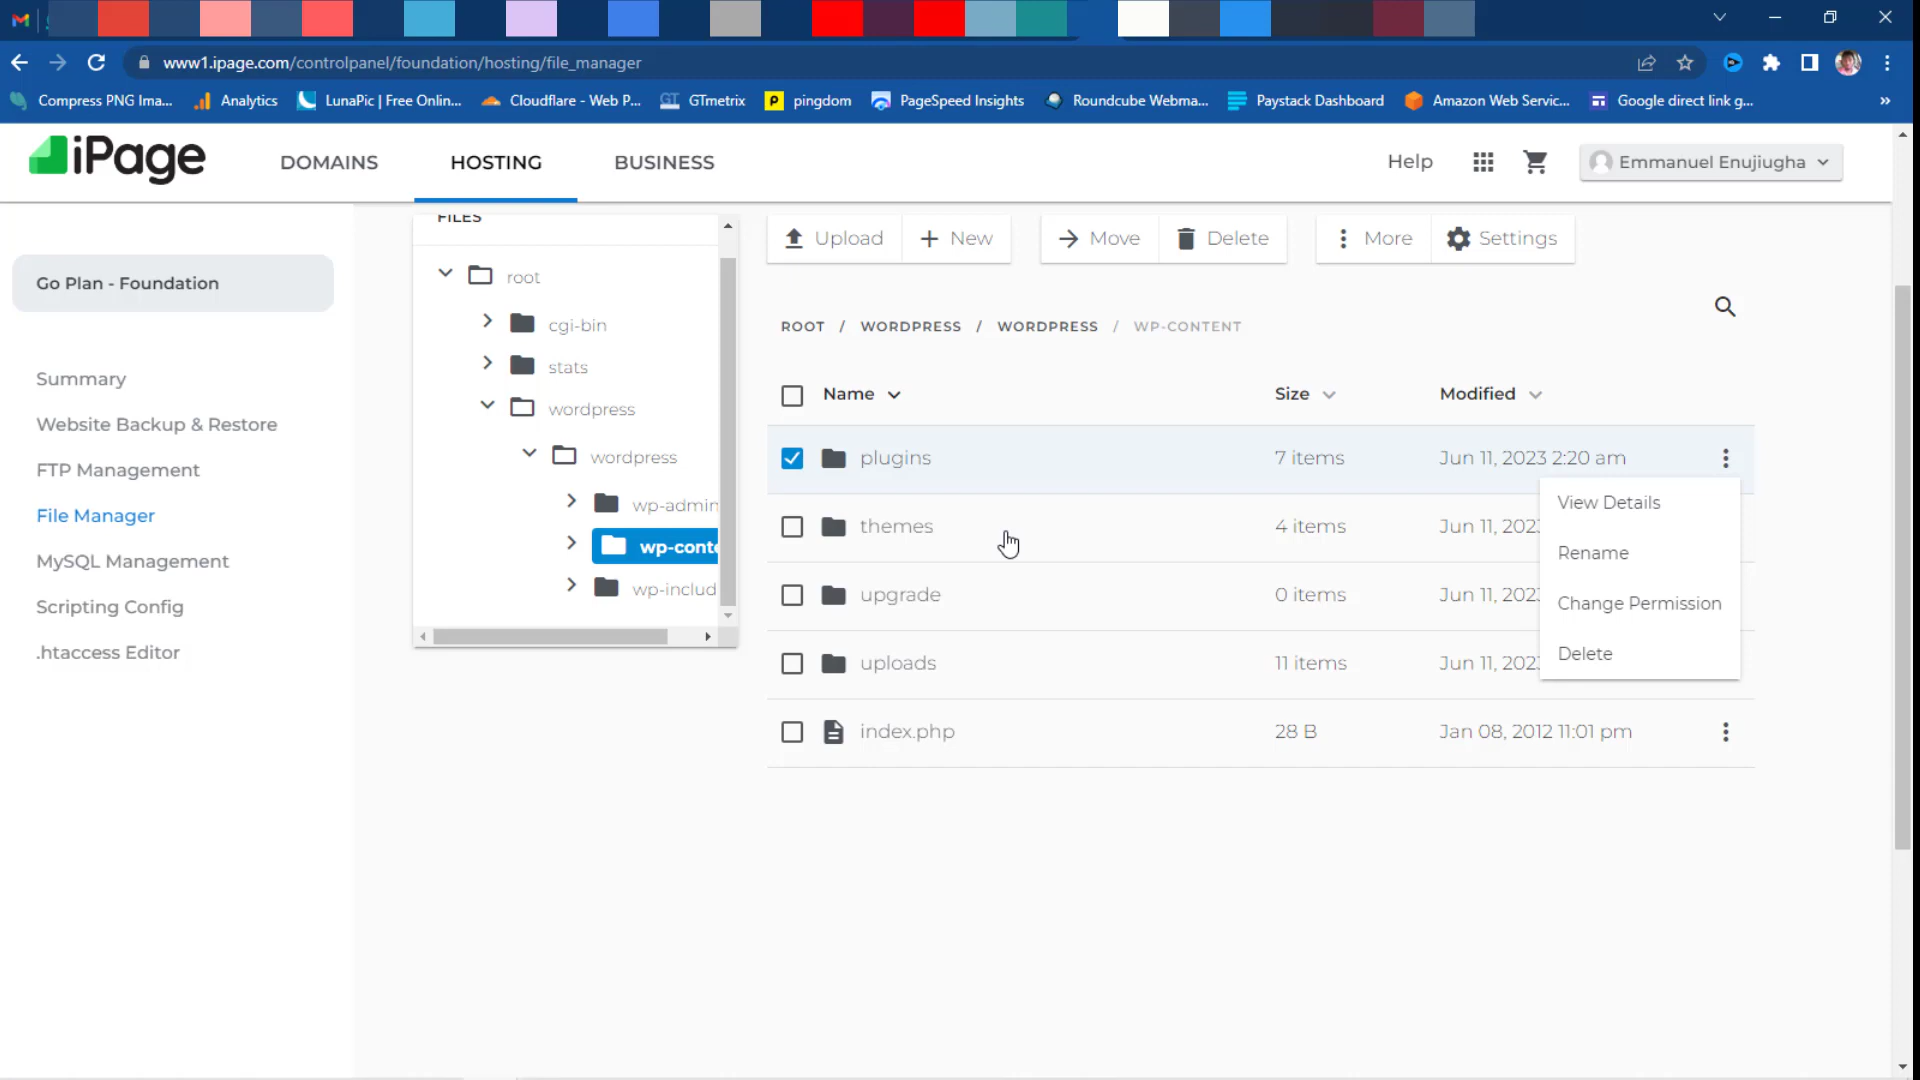 www1.ipage.com/controlpanel/foundation/hosting/file_manager
Compress PNG Ima...
Analytics
LunaPic | Free Onlin...
Cloudflare - Web P...
GTmetrix
pingdom
PageSpeed Insights
Roundcube Webma...
Paystack Dashboard
Amazon Web Servic...
Google direct link g...
»
iPage
DOMAINS
HOSTING
BUSINESS
Help
Emmanuel Enujiugha
Go Plan - Foundation
Summary
Website Backup & Restore
FTP Management
File Manager
MySQL Management
Scripting Config
.htaccess Editor
FILES
root
cgi-bin
stats
wordpress
wordpress
wp-admin
wp-conte
wp-includ
Upload
+ New
Move
Delete
More
Settings
ROOT / WORDPRESS / WORDPRESS / WP-CONTENT
Name Size Modified
plugins 7 items Jun 11, 2023 2:20 am
themes 4 items Jun 11, 202
upgrade 0 items Jun 11, 202
uploads 11 items Jun 11, 202
index.php 28 B Jan 08, 2012 11:01 pm
View Details
Rename
Change Permission
Delete